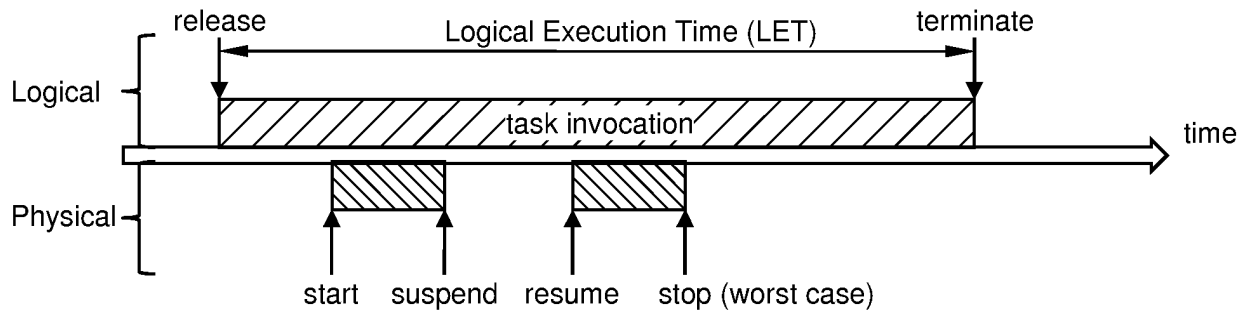 release
Logical Execution Time (LET)
terminate
Logical
task invocation
time
Physical
start
suspend
resume
stop (worst case)